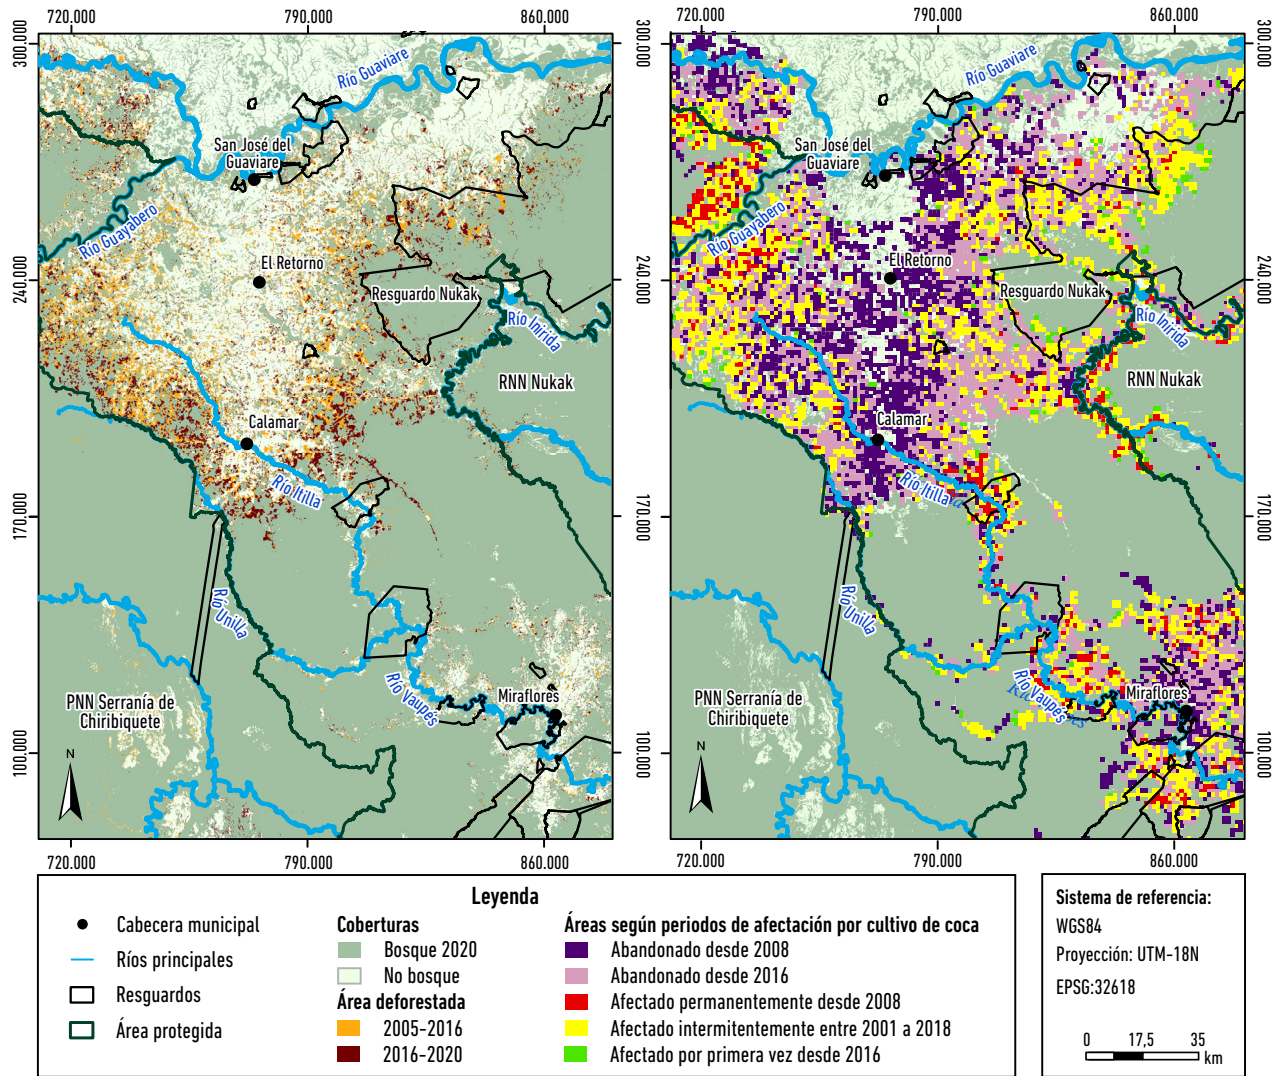 720.000 790.000 860.000
720.000 790.000 860.000
300.000
240.000
170.000
100.000
300.000
240.000
170.000
100.000
300.000
240.000
170.000
100.000
Río Guaviare
San José del
Guaviare
Río Guayabero
El Retorno
Resguardo Nukak
Río Inírida
RNN Nukak
Calamar
Río Itilla
Río Unilla
Río Vaupés
Miraflores
PNN Serranía de
Chiribiquete
N
Río Guaviare
San José del
Guaviare
Río Guayabero
El Retorno
Resguardo Nukak
Río Inírida
RNN Nukak
Calamar
Río Itilla
Río Unilla
Río Vaupés
Miraflores
PNN Serranía de
Chiribiquete
N
720.000 790.000 860.000
720.000 790.000 860.000
Leyenda
Cabecera municipal
Ríos principales
Resguardos
Área protegida
Coberturas
Bosque 2020
No bosque
Área deforestada
2005-2016
2016-2020
Áreas según periodos de afectación por cultivo de coca
Abandonado desde 2008
Abandonado desde 2016
Afectado permanentemente desde 2008
Afectado intermitentemente entre 2001 a 2018
Afectado por primera vez desde 2016
Sistema de referencia:
WGS84
Proyección: UTM-18N
EPSG:32618
0 17,5 35
km